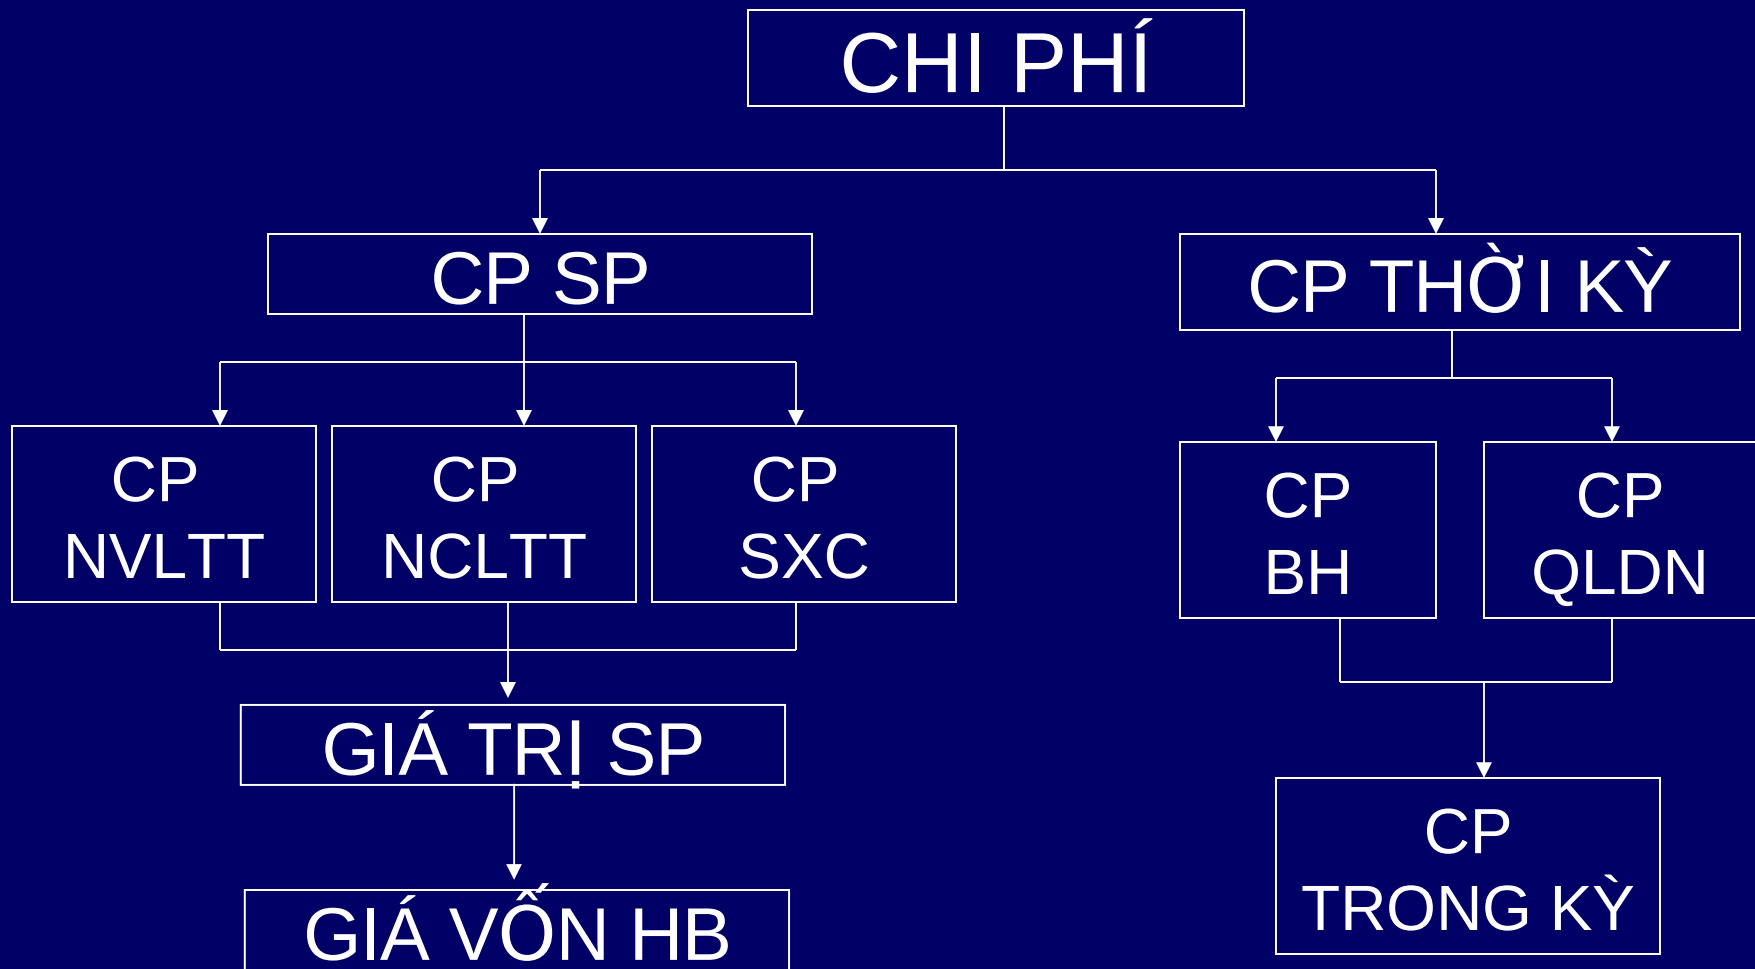 CHI PHÍ
CP SP
CP THỜI KỲ
CP
NVLTT
CP
NCLTT
CP
SXC
CP
BH
CP
QLDN
GIÁ TRỊ SP
CP
TRONG KỲ
GIÁ VỐN HB